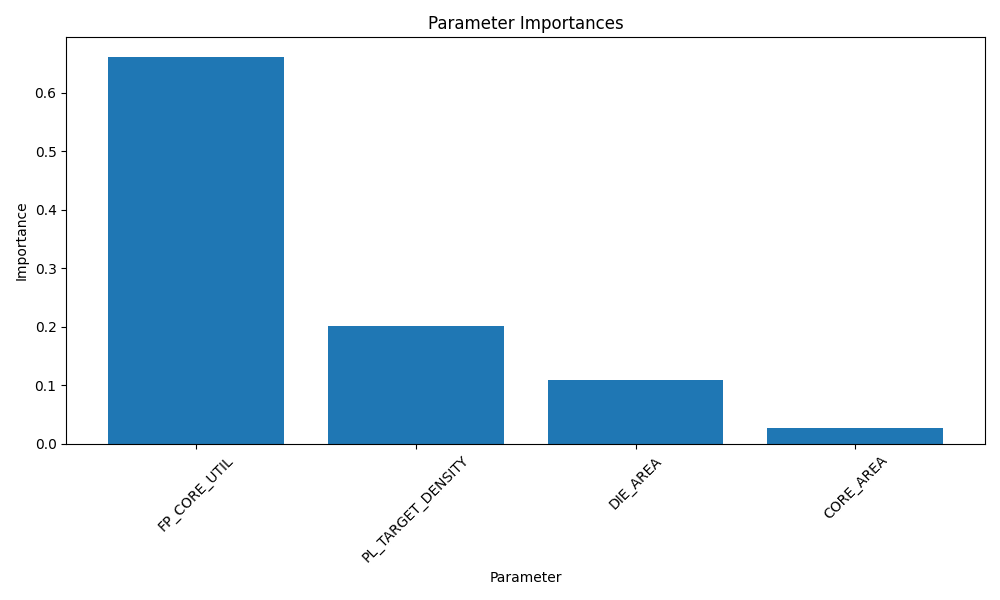 Parameter Importances
Importance
0.6
0.5
0.4
0.3
0.2
0.1
0.0
FP_CORE_UTIL
PL_TARGET_DENSITY
DIE_AREA
CORE_AREA
Parameter